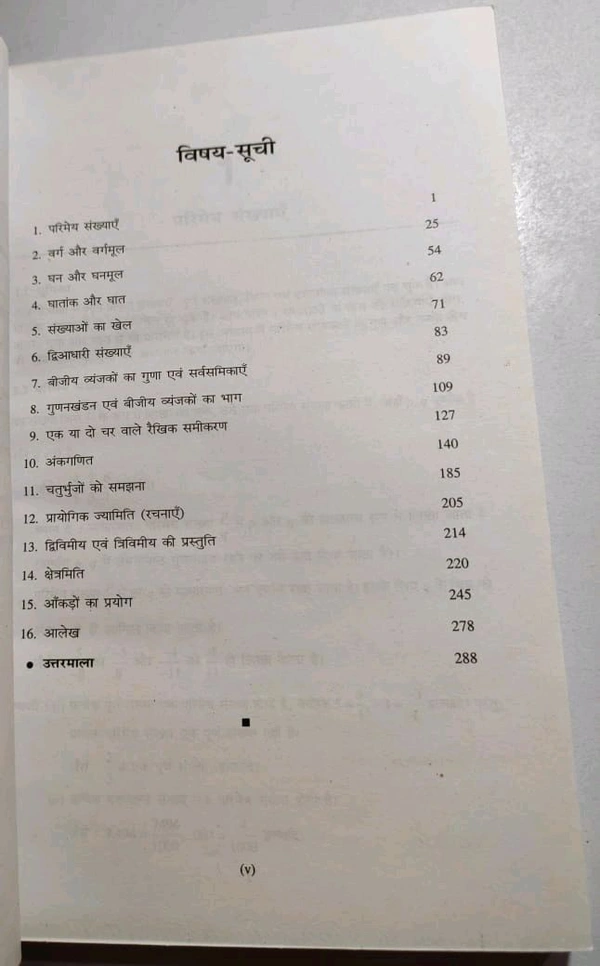 विषय-सूची
1. परिमेय संख्याएँ 1
2. वर्ग और वर्गमूल 25
3. घन और घनमूल 54
4. घातांक और घात 62
5. संख्याओं का खेल 71
6. द्विआधारी संख्याएँ 83
7. बीजीय व्यंजकों का गुणा एवं सर्वसमिकाएँ 89
8. गुणनखंडन एवं बीजीय व्यंजकों का भाग 109
9. एक या दो चर वाले रैखिक समीकरण 127
10. अंकगणित 140
11. चतुर्भुजों को समझना 185
12. प्रायोगिक ज्यामिति (रचनाएँ) 205
13. द्विविमीय एवं त्रिविमीय की प्रस्तुति 214
14. क्षेत्रमिति 220
15. आँकड़ों का प्रयोग 245
16. आलेख 278
● उत्तरमाला 288
(v)